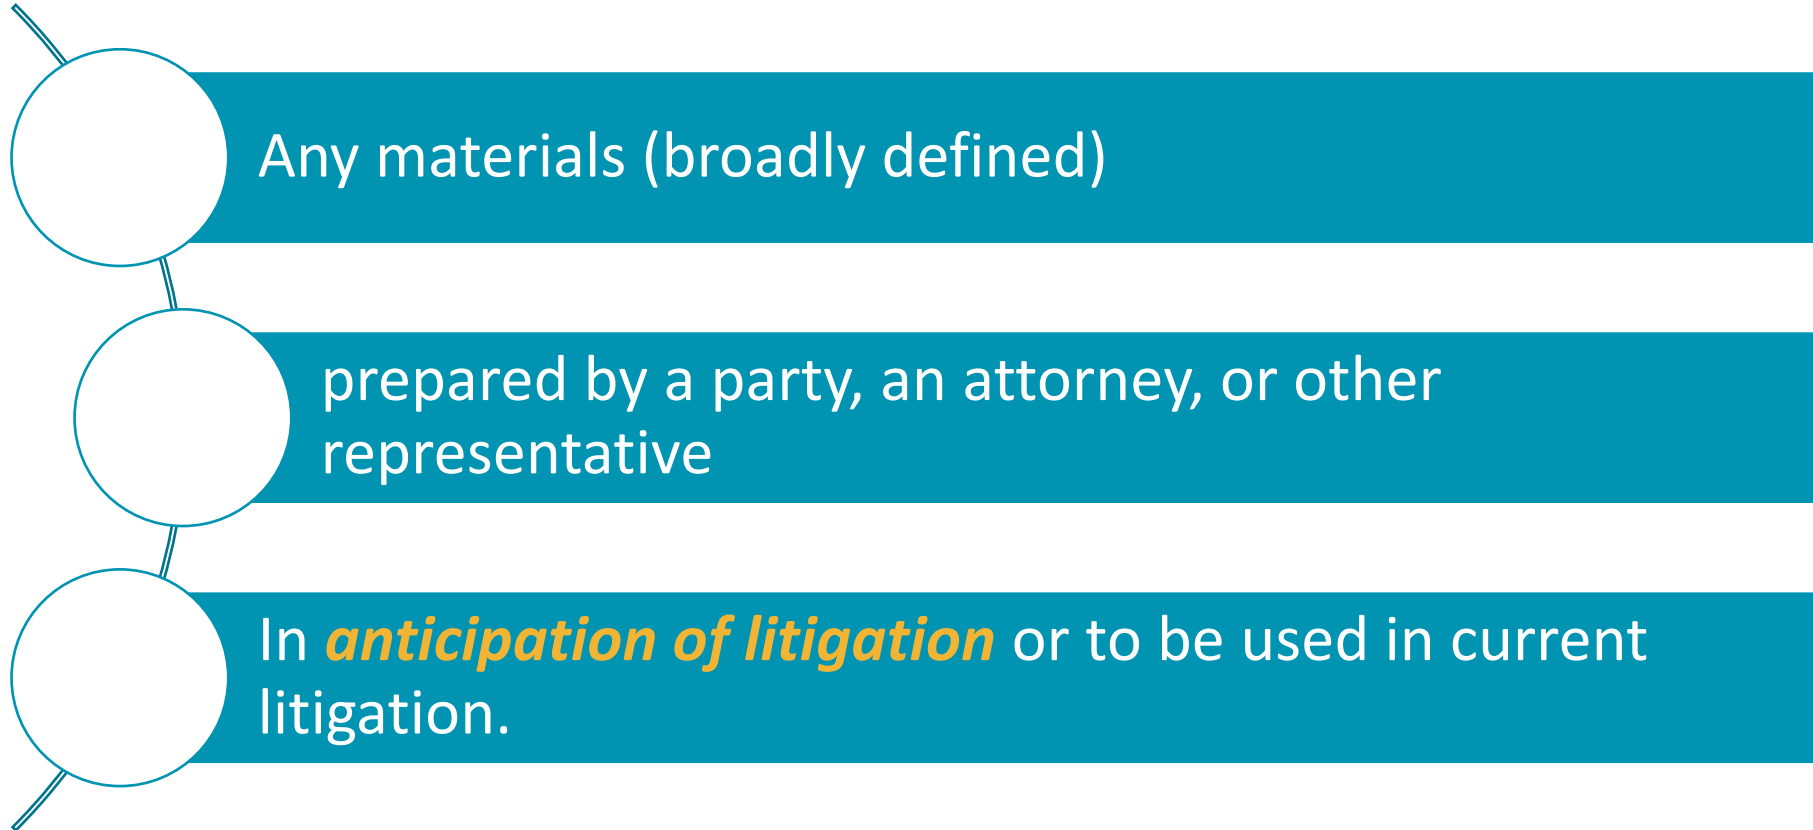 Any materials (broadly defined)
prepared by a party, an attorney, or other
representative
In anticipation of litigation or to be used in current
litigation.